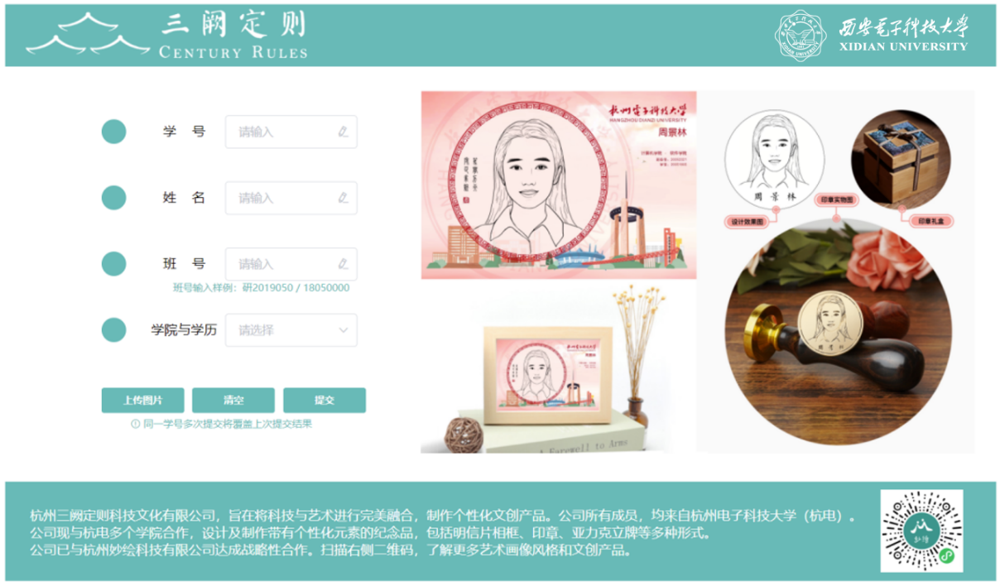 三阙定则
CENTURY RULES
西安电子科技大学
XIDIAN UNIVERSITY
学 号
请输入
姓 名
请输入
班 号
请输入
班号输入样例：研2019050 / 18050000
学院与学历
请选择
上传图片
清空
提交
同一学号多次提交将覆盖上次提交结果
杭州电子科技大学
HANGZHOU DIANZI UNIVERSITY
周景林
计算机学院 · 软件学院
周 景 林
设计效果图
印章实物图
印章礼盒
周 景 林
A Farewell to Arms
杭州三阙定则科技文化有限公司，旨在将科技与艺术进行完美融合，制作个性化文创产品。公司所有成员，均来自杭州电子科技大学（杭电）。
公司现与杭电多个学院合作，设计及制作带有个性化元素的纪念品，包括明信片相框、印章、亚力克立牌等多种形式。
公司已与杭州妙绘科技有限公司达成战略性合作。扫描右侧二维码，了解更多艺术画像风格和文创产品。